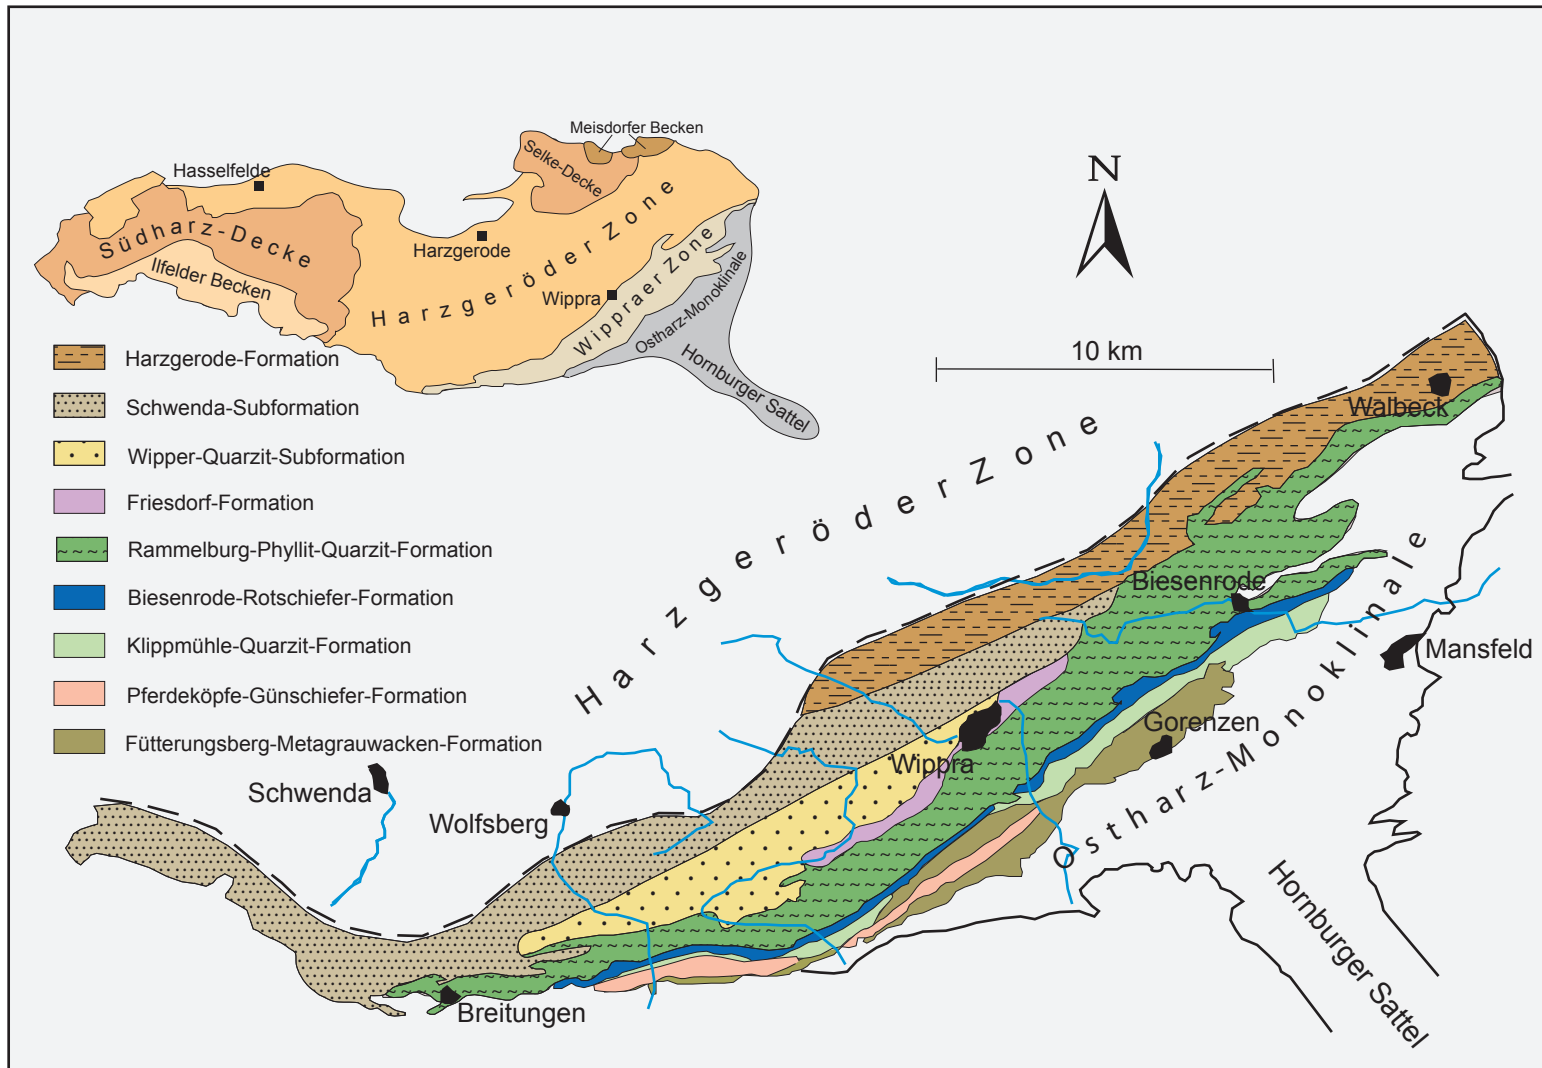 Meisdorfer Becken
Selke-Decke
Hasselfelde
Südharz-Decke
Ilfelder Becken
Harzgerode
Harzgeröder Zone
Wippra
Wippraer Zone
Ostharz-Monoklinale
Hornburger Sattel
N
10 km
Harzgerode-Formation
Schwenda-Subformation
Wipper-Quarzit-Subformation
Friesdorf-Formation
Rammelburg-Phyllit-Quarzit-Formation
Biesenrode-Rotschiefer-Formation
Klippmühle-Quarzit-Formation
Pferdeköpfe-Günschiefer-Formation
Fütterungsberg-Metagrauwacken-Formation
Harzgeröder Zone
Walbeck
Biesenrode
Mansfeld
Gorenzen
Wippra
Schwenda
Wolfsberg
Breitungen
Ostharz-Monoklinale
Hornburger Sattel